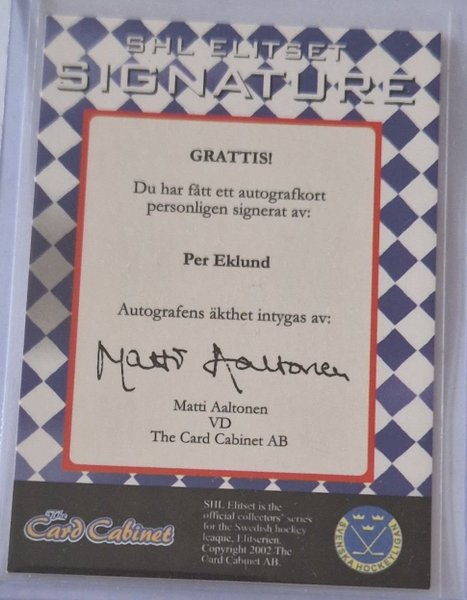 SHL ELITSET
SIGNATURE
GRATTIS!
Du har fått ett autografkort
personligen signerat av:
Per Eklund
Autografens äkthet intygas av:
Matti Aaltonen
Matti Aaltonen
VD
The Card Cabinet AB
The
Card Cabinet
SHL Elitset is the
official collectors' series
for the Swedish hockey
league, Elitserien.
Copyright 2002 The
Card Cabinet AB.
SVENSKA HOCKEYLIGAN